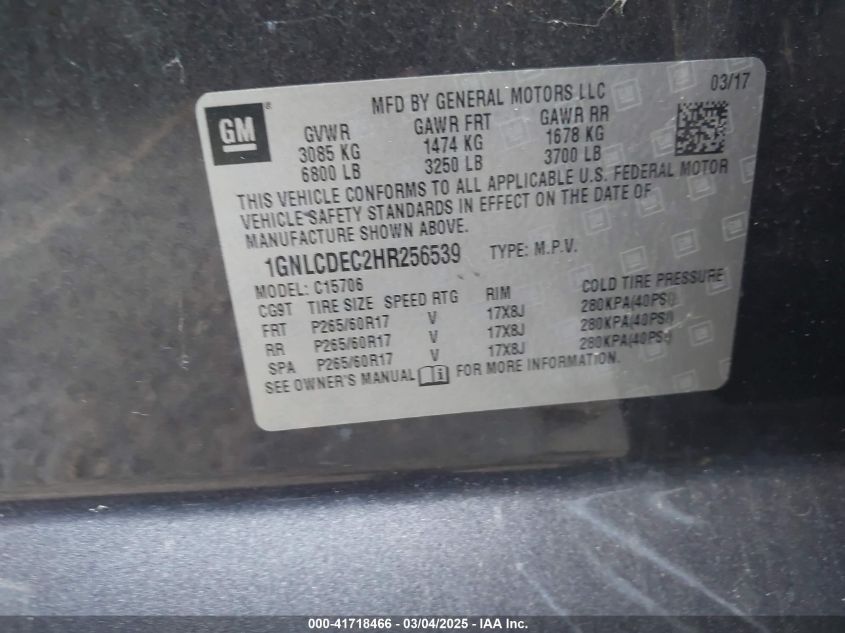 GM ®
MFD BY GENERAL MOTORS LLC 03/17
GVWR GAWR FRT GAWR RR
3085 KG 1474 KG 1678 KG
6800 LB 3250 LB 3700 LB
THIS VEHICLE CONFORMS TO ALL APPLICABLE U.S. FEDERAL MOTOR
VEHICLE SAFETY STANDARDS IN EFFECT ON THE DATE OF
MANUFACTURE SHOWN ABOVE.
1GNLCDEC2HR256539 TYPE: M.P.V.
MODEL: C15706
CG9T TIRE SIZE SPEED RTG RIM COLD TIRE PRESSURE
FRT P265/60R17 V 17X8J 280KPA(40PSI)
RR P265/60R17 V 17X8J 280KPA(40PSI)
SPA P265/60R17 V 17X8J 280KPA(40PSI)
SEE OWNER'S MANUAL FOR MORE INFORMATION.
000-41718466 - 03/04/2025 - IAA Inc.